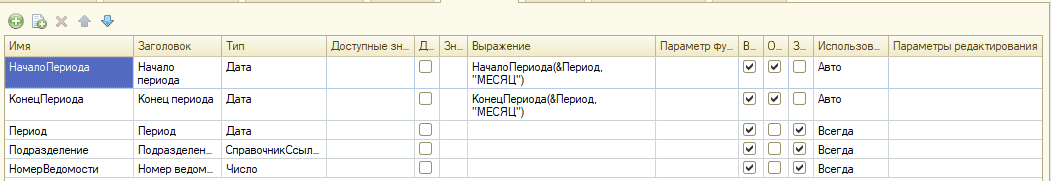 Имя Заголовок Тип Доступные зн... Д... Зн... Выражение Параметр фу... В... О... З... Использов... Параметры редактирования
НачалоПериода Начало периода Дата НачалоПериода(&Период, "МЕСЯЦ") Авто
КонецПериода Конец периода Дата КонецПериода(&Период, "МЕСЯЦ") Авто
Период Период Дата Всегда
Подразделение Подразделен... СправочникСсыл... Всегда
НомерВедомости Номер ведом... Число Всегда